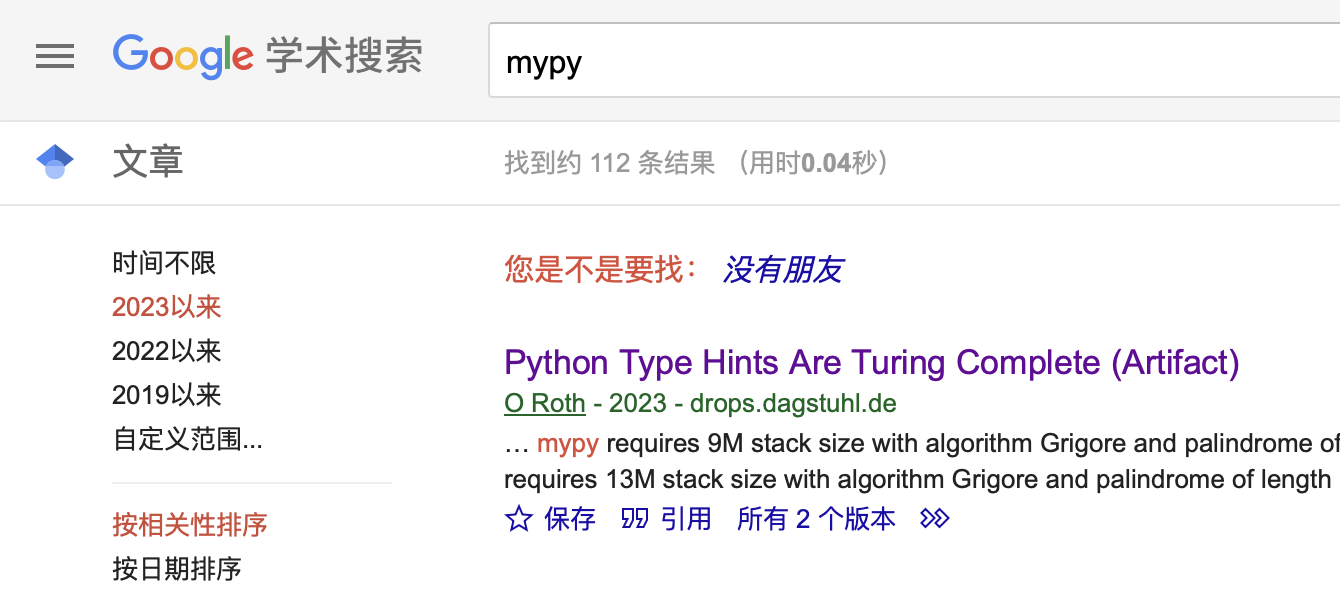 Google 学术搜索
mypy
文章
找到约 112 条结果 （用时0.04秒）
时间不限
2023以来
2022以来
2019以来
自定义范围...
按相关性排序
按日期排序
您是不是要找： 没有朋友
Python Type Hints Are Turing Complete (Artifact)
O Roth - 2023 - drops.dagstuhl.de
… mypy requires 9M stack size with algorithm Grigore and palindrome of
requires 13M stack size with algorithm Grigore and palindrome of length
保存 引用 所有 2 个版本